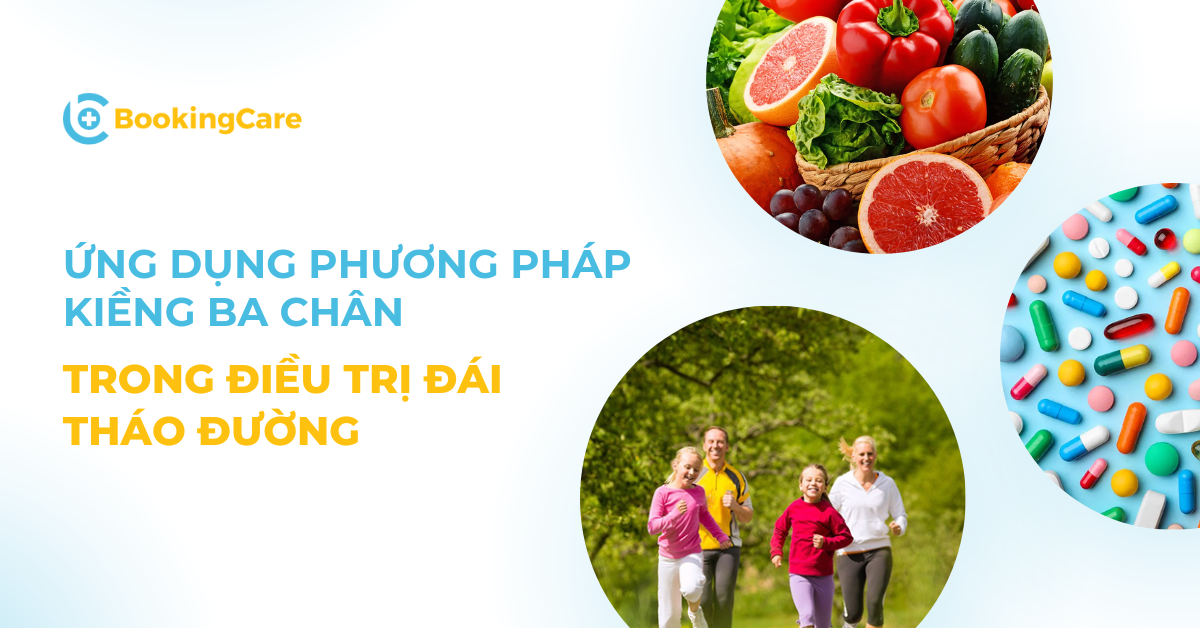 BookingCare
ỨNG DỤNG PHƯƠNG PHÁP
KIỀNG BA CHÂN
TRONG ĐIỀU TRỊ ĐÁI
THÁO ĐƯỜNG